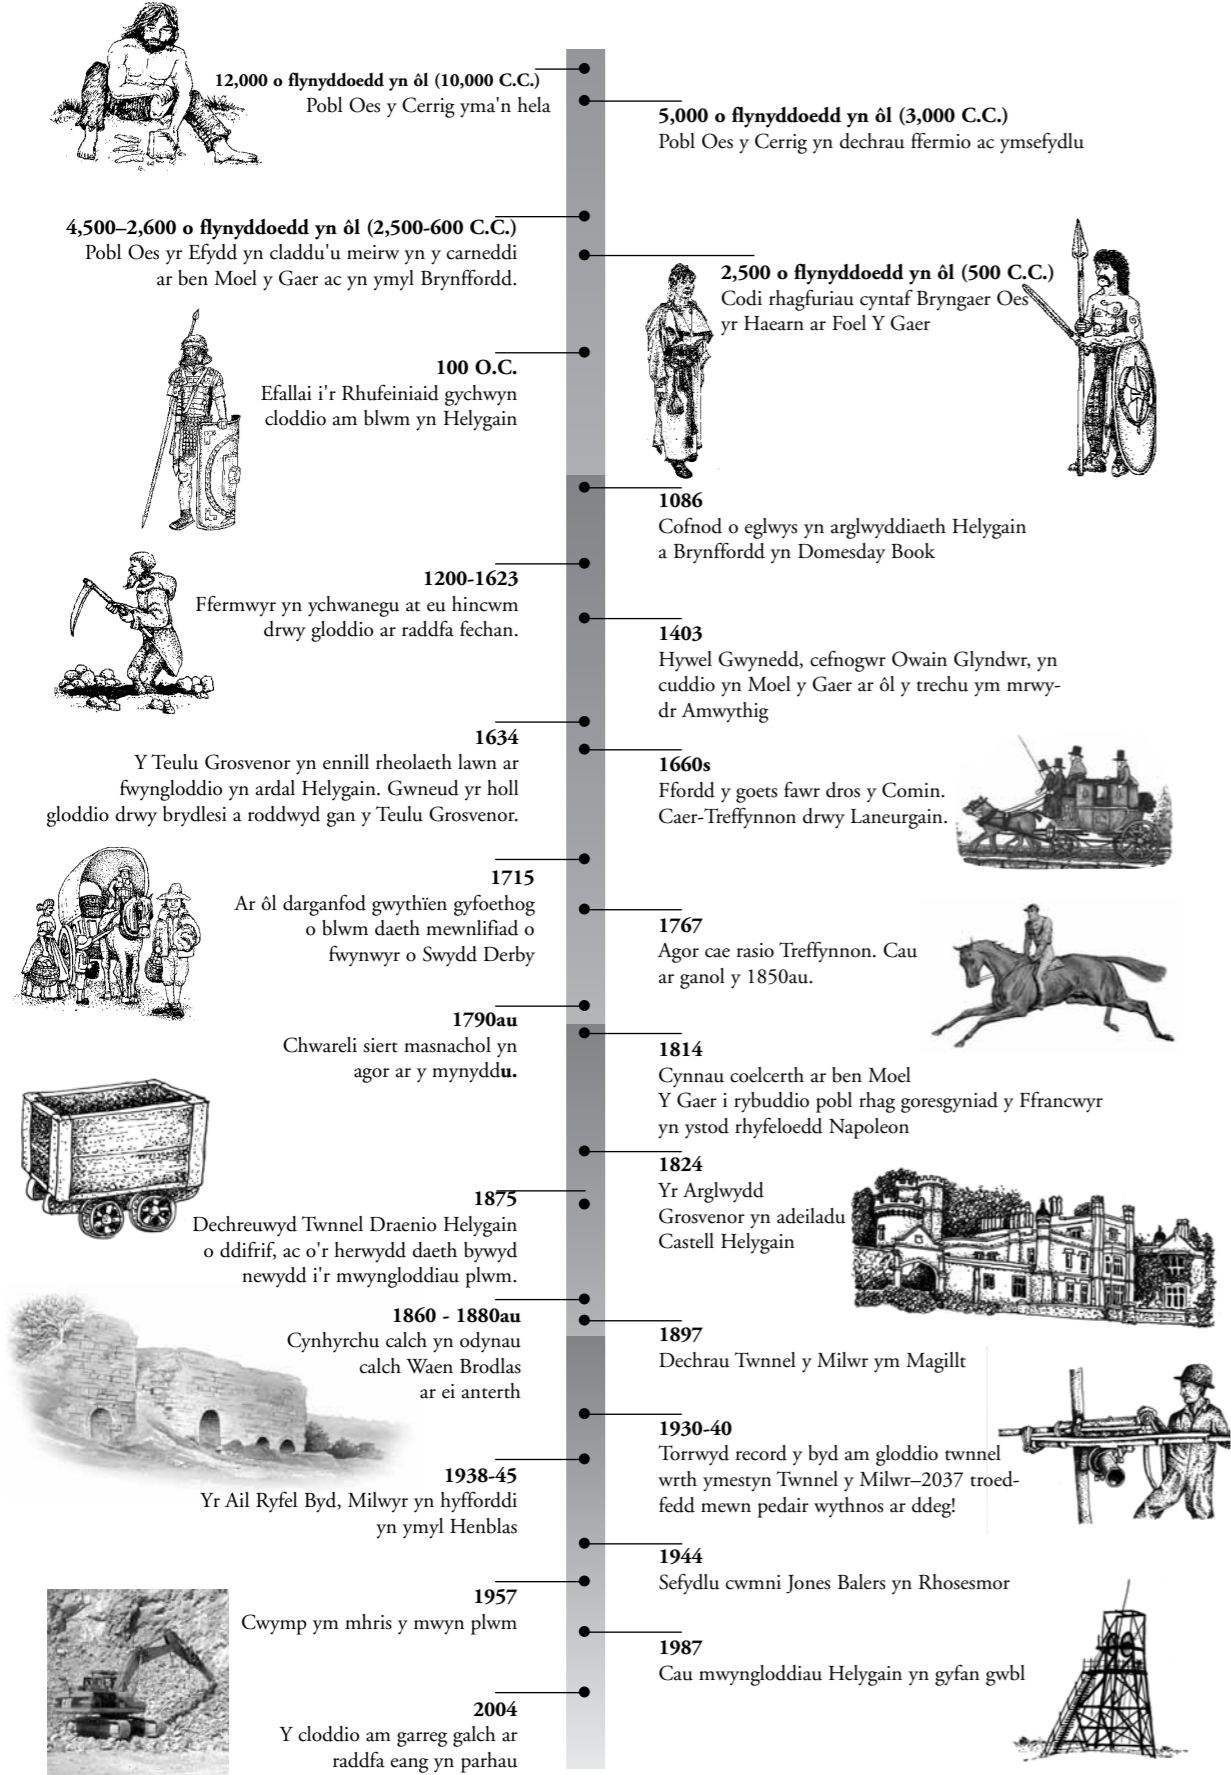 12,000 o flynyddoedd yn ôl (10,000 C.C.)
Pobl Oes y Cerrig yma'n hela
5,000 o flynyddoedd yn ôl (3,000 C.C.)
Pobl Oes y Cerrig yn dechrau ffermio ac ymsefydlu
4,500–2,600 o flynyddoedd yn ôl (2,500-600 C.C.)
Pobl Oes yr Efydd yn claddu'u meirw yn y carneddi
ar ben Moel y Gaer ac yn ymyl Brynffordd.
2,500 o flynyddoedd yn ôl (500 C.C.)
Codi rhagfuriau cyntaf Bryngaer Oes
yr Haearn ar Foel Y Gaer
100 O.C.
Efallai i'r Rhufeiniaid gychwyn
cloddio am blwm yn Helygain
1086
Cofnod o eglwys yn arglwyddiaeth Helygain
a Brynffordd yn Domesday Book
1200-1623
Ffermwyr yn ychwanegu at eu hincwm
drwy gloddio ar raddfa fechan.
1403
Hywel Gwynedd, cefnogwr Owain Glyndwr, yn
cuddio yn Moel y Gaer ar ôl y trechu ym mrwy-
dr Amwythig
1634
Y Teulu Grosvenor yn ennill rheolaeth lawn ar
fwyngloddio yn ardal Helygain. Gwneud yr holl
gloddio drwy brydlesi a roddwyd gan y Teulu Grosvenor.
1660s
Ffordd y goets fawr dros y Comin.
Caer-Treffynnon drwy Laneurgain.
1715
Ar ôl darganfod gwythïen gyfoethog
o blwm daeth mewnlifiad o
fwynwyr o Swydd Derby
1767
Agor cae rasio Treffynnon. Cau
ar ganol y 1850au.
1790au
Chwareli siert masnachol yn
agor ar y mynyddu.
1814
Cynnau coelcerth ar ben Moel
Y Gaer i rybuddio pobl rhag goresgyniad y Ffrancwyr
yn ystod rhyfeloedd Napoleon
1824
Yr Arglwydd
Grosvenor yn adeiladu
Castell Helygain
1875
Dechreuwyd Twnnel Draenio Helygain
o ddifrif, ac o'r herwydd daeth bywyd
newydd i'r mwyngloddiau plwm.
1860 - 1880au
Cynhyrchu calch yn odynau
calch Waen Brodlas
ar ei anterth
1897
Dechrau Twnnel y Milwr ym Magillt
1930-40
Torrwyd record y byd am gloddio twnnel
wrth ymestyn Twnnel y Milwr–2037 troed-
fedd mewn pedair wythnos ar ddeg!
1938-45
Yr Ail Ryfel Byd, Milwyr yn hyfforddi
yn ymyl Henblas
1944
Sefydlu cwmni Jones Balers yn Rhosesmor
1957
Cwymp ym mhris y mwyn plwm
1987
Cau mwyngloddiau Helygain yn gyfan gwbl
2004
Y cloddio am garreg galch ar
raddfa eang yn parhau